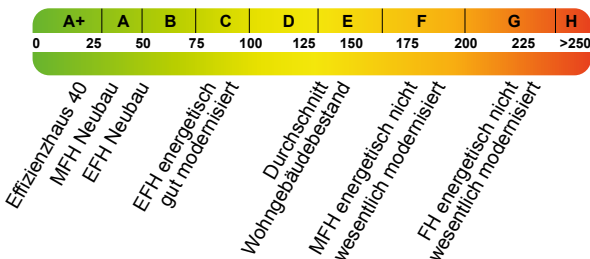 A+ A B C D E F G H
0 25 50 75 100 125 150 175 200 225 >250
Effizienzhaus 40
MFH Neubau
EFH Neubau
EFH energetisch
gut modernisiert
Durchschnitt
Wohngebäudebestand
MFH energetisch nicht
wesentlich modernisiert
FH energetisch nicht
wesentlich modernisiert